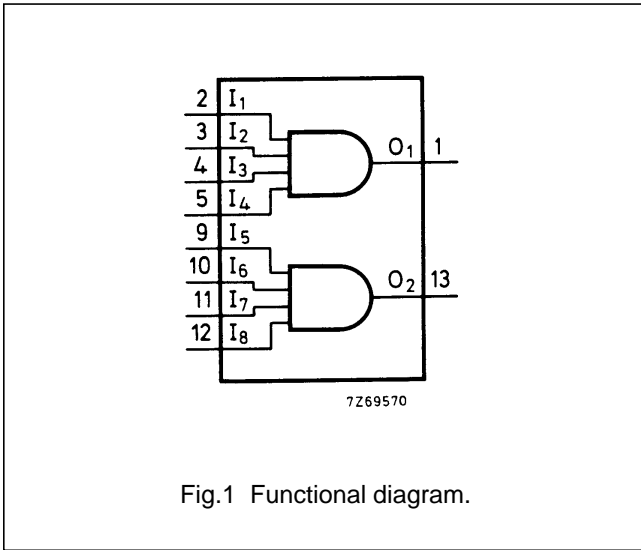 2 I1
3 I2
4 I3
5 I4
O1 1
9 I5
10 I6
11 I7
12 I8
O2 13
7Z69570
Fig.1 Functional diagram.